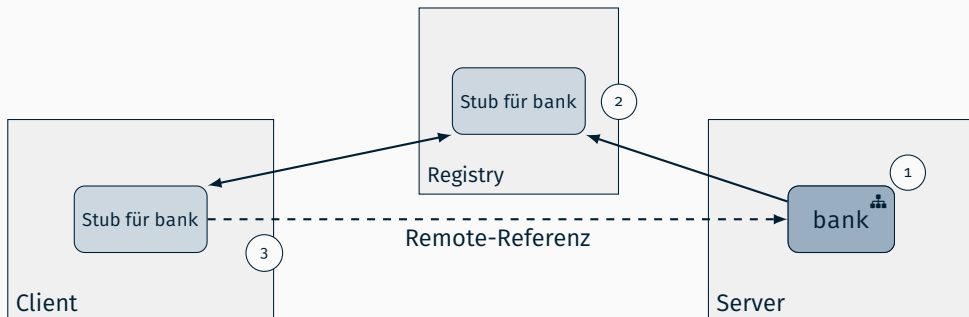 Stub für bank
2
Registry
1
Stub für bank
bank
Remote-Referenz
3
Client
Server